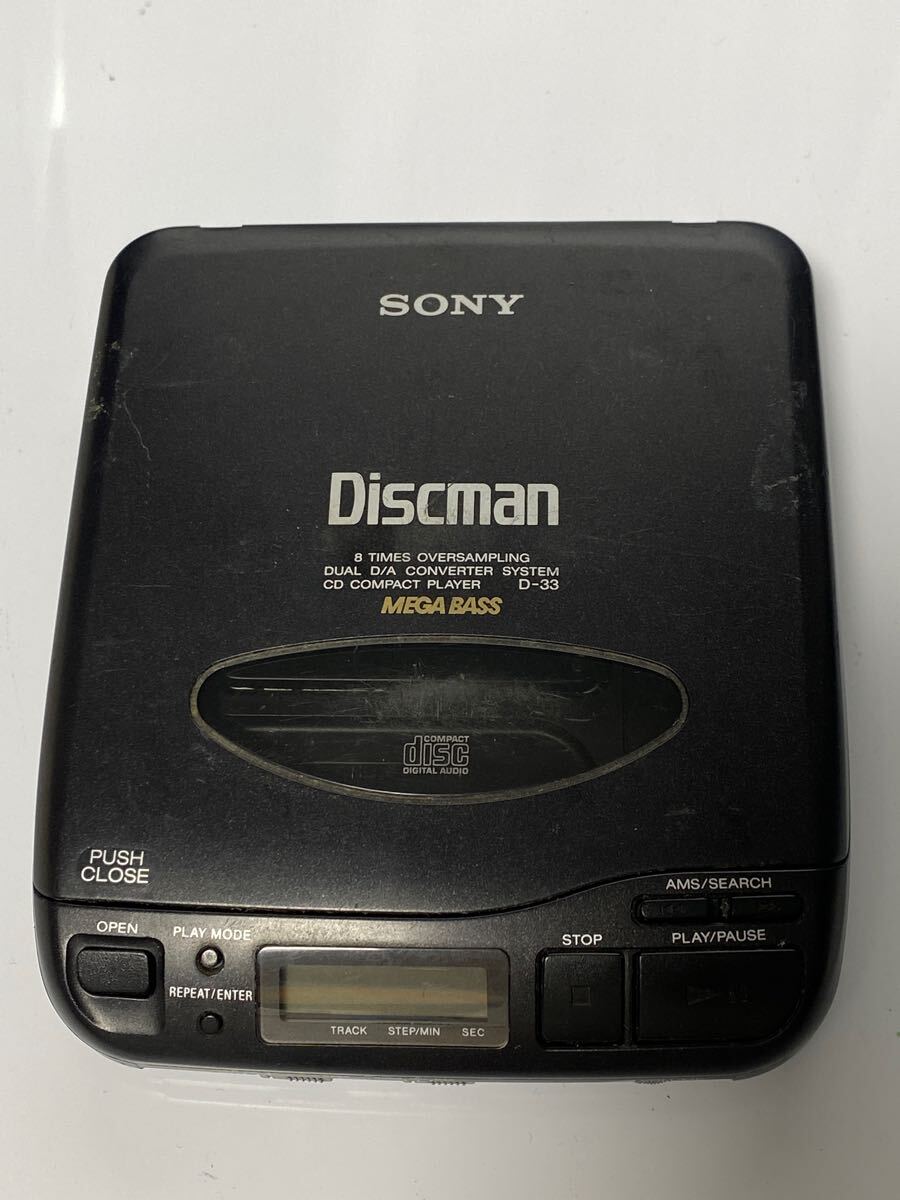 SONY
Discman
8 TIMES OVERSAMPLING
DUAL D/A CONVERTER SYSTEM
CD COMPACT PLAYER D-33
MEGA BASS
COMPACT
disc
DIGITAL AUDIO
PUSH
CLOSE
AMS/SEARCH
OPEN
PLAY MODE
STOP
PLAY/PAUSE
REPEAT/ENTER
TRACK STEP/MIN SEC